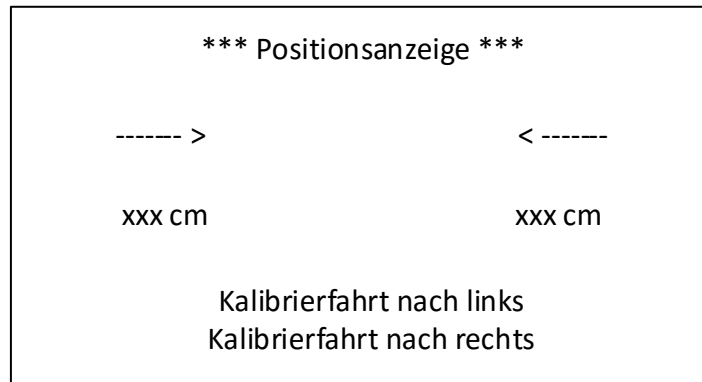 *** Positionsanzeige ***
------- > < -------
xxx cm xxx cm
Kalibrierfahrt nach links
Kalibrierfahrt nach rechts